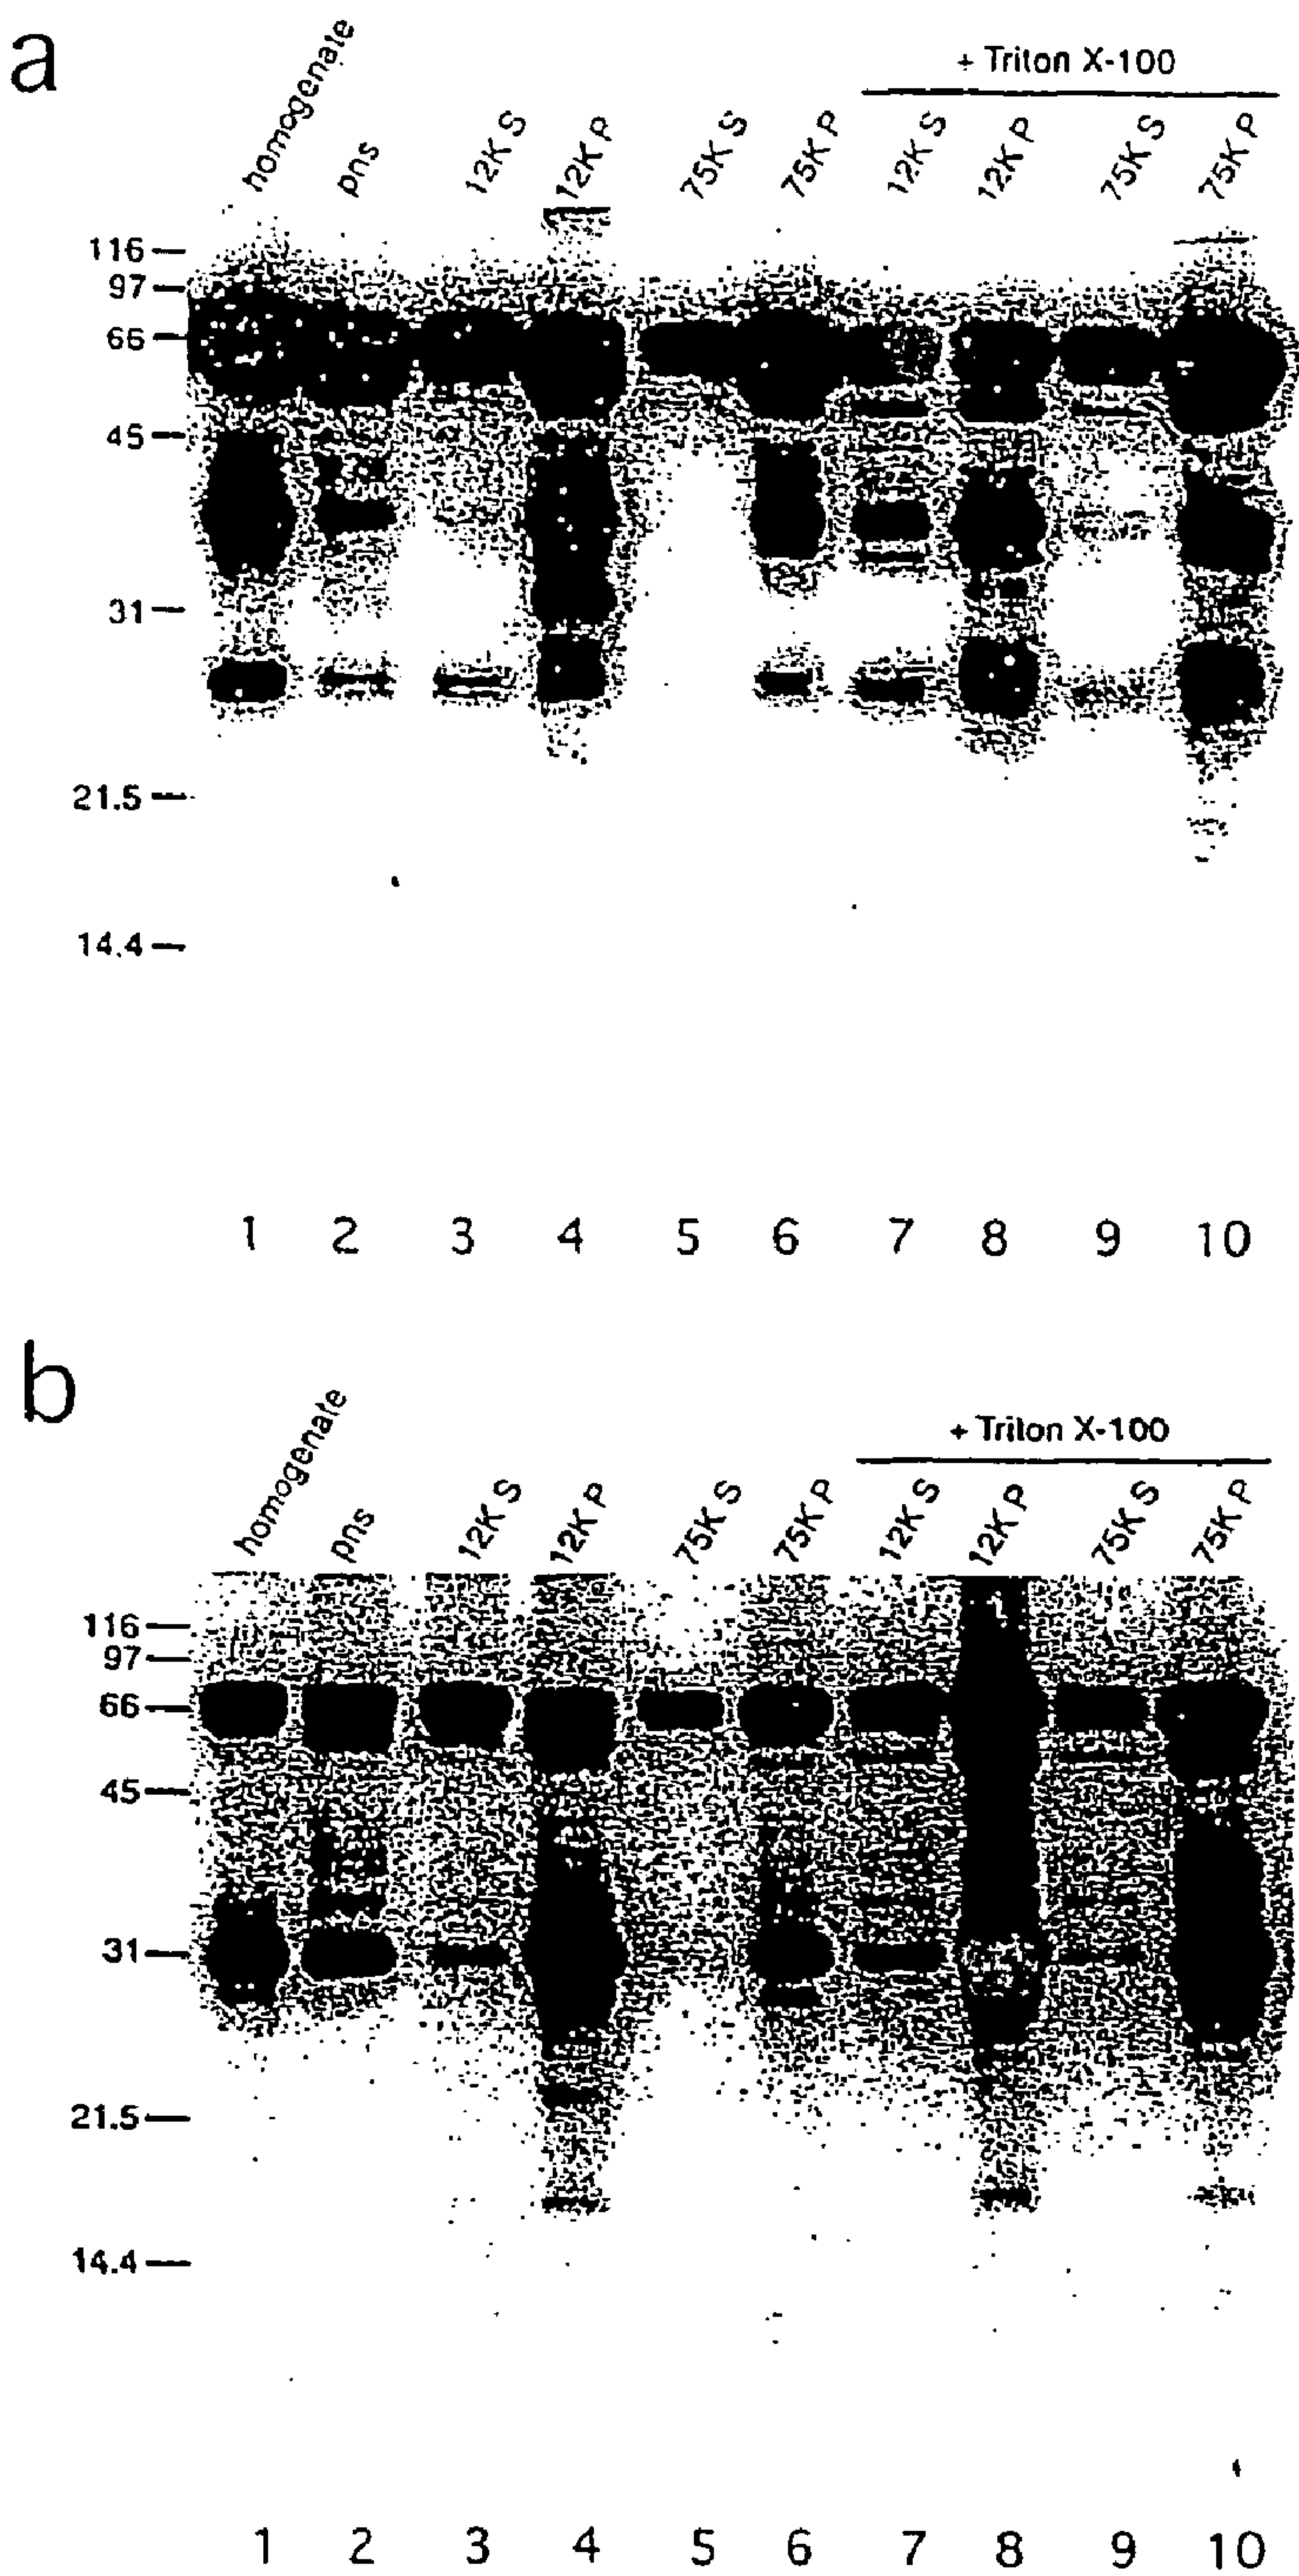 a
+ Triton X-100
homogenate pns 12K S 12K P 75K S 75K P 12K S 12K P 75K S 75K P
116
97
66
45
31
21.5
14.4
1 2 3 4 5 6 7 8 9 10
b
+ Triton X-100
homogenate pns 12K S 12K P 75K S 75K P 12K S 12K P 75K S 75K P
116
97
66
45
31
21.5
14.4
1 2 3 4 5 6 7 8 9 10